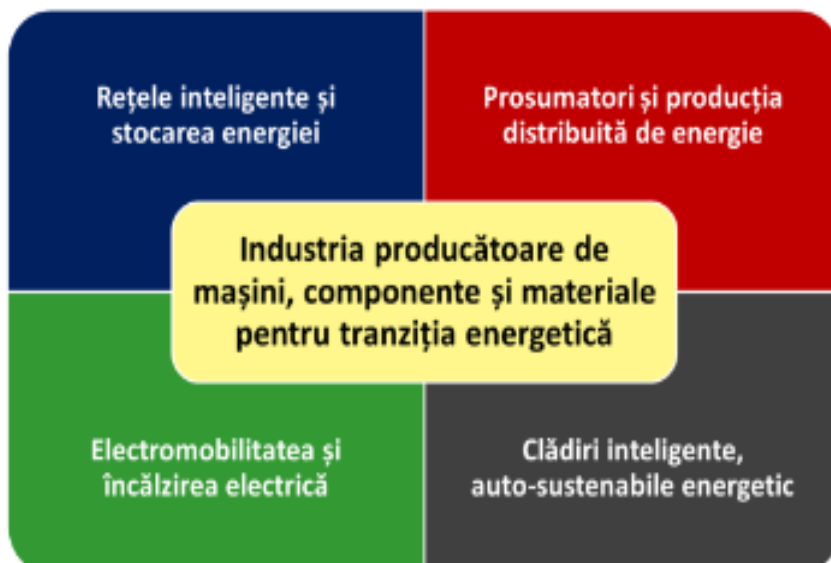 Rețele inteligente și
stocarea energiei
Prosumatori și producția
distribuită de energie
Industria producătoare de
mașini, componente și materiale
pentru tranziția energetică
Electromobilitatea și
încălzirea electrică
Clădiri inteligente,
auto-sustenabile energetic